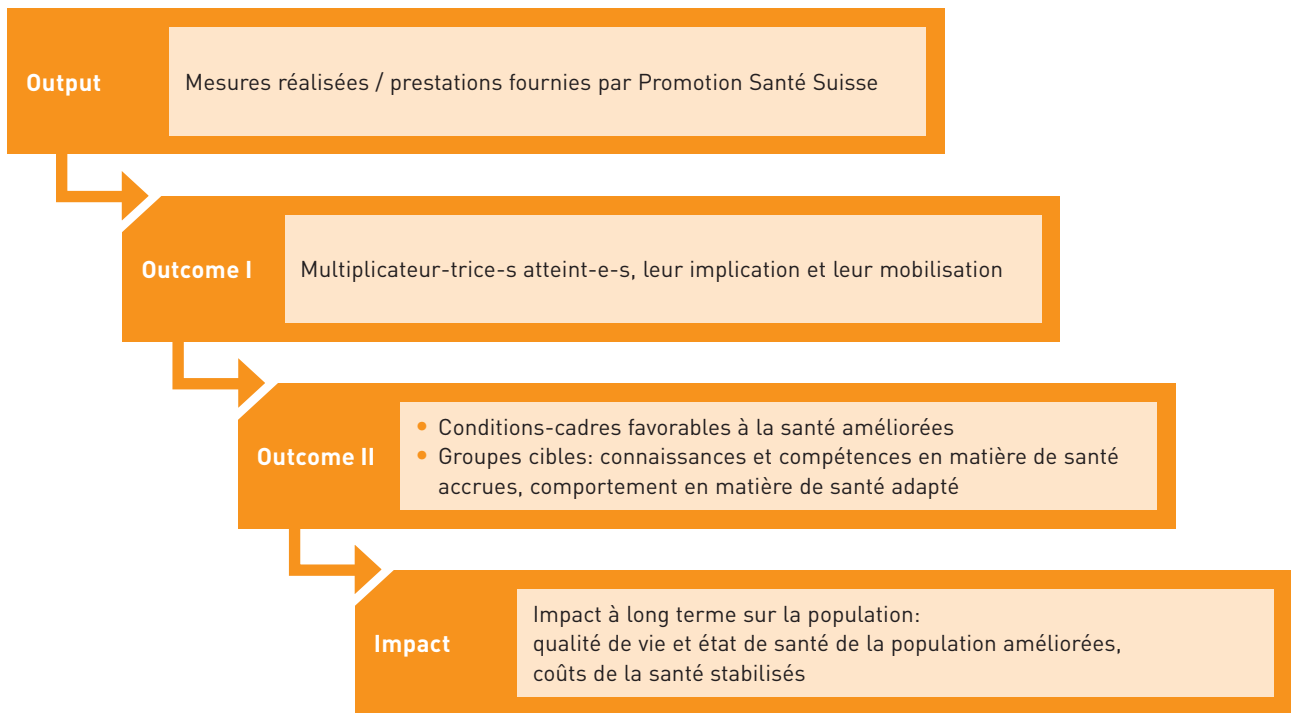 Output
Mesures réalisées / prestations fournies par Promotion Santé Suisse
Outcome I
Multiplicateur-trice-s atteint-e-s, leur implication et leur mobilisation
Outcome II
• Conditions-cadres favorables à la santé améliorées
• Groupes cibles: connaissances et compétences en matière de santé
accrues, comportement en matière de santé adapté
Impact
Impact à long terme sur la population:
qualité de vie et état de santé de la population améliorées,
coûts de la santé stabilisés